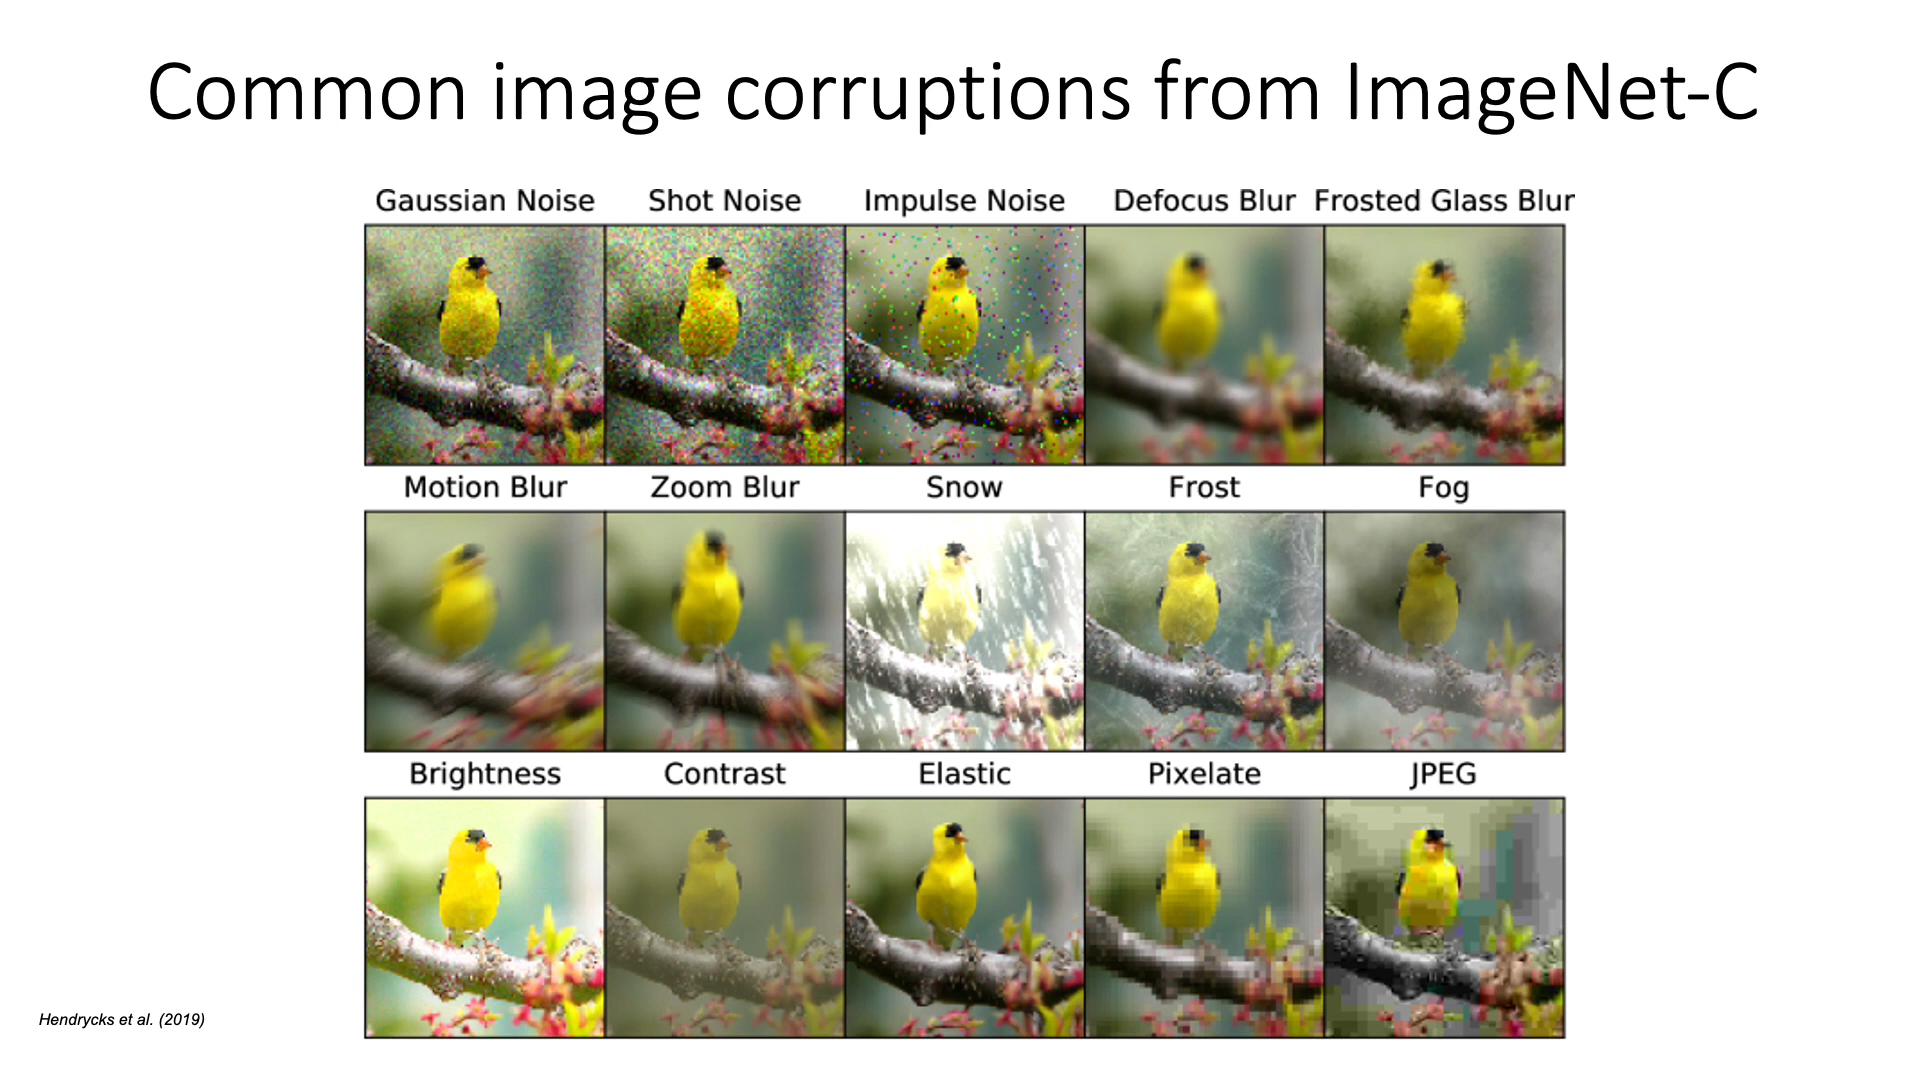 Common image corruptions from ImageNet-C
Gaussian Noise Shot Noise Impulse Noise Defocus Blur Frosted Glass Blur
Motion Blur Zoom Blur Snow Frost Fog
Brightness Contrast Elastic Pixelate JPEG
Hendrycks et al. (2019)